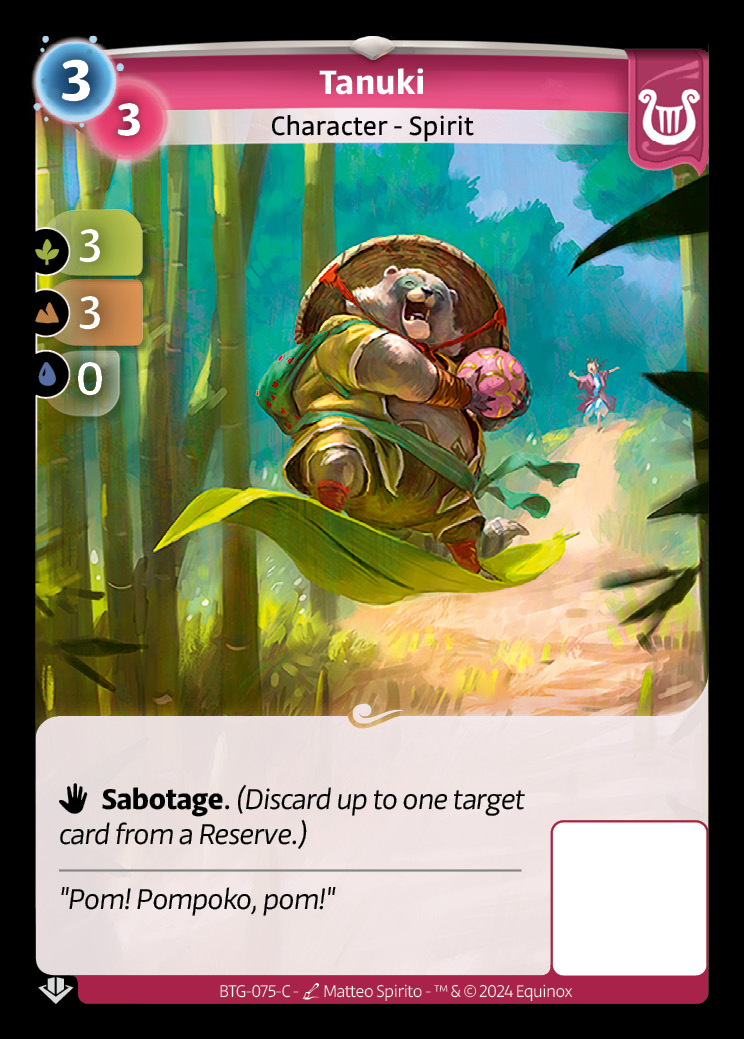 3
Tanuki
3
Character - Spirit
3
3
0
Sabotage. (Discard up to one target
card from a Reserve.)
"Pom! Pompoko, pom!"
BTG-075-C - Matteo Spirito - ™ & © 2024 Equinox